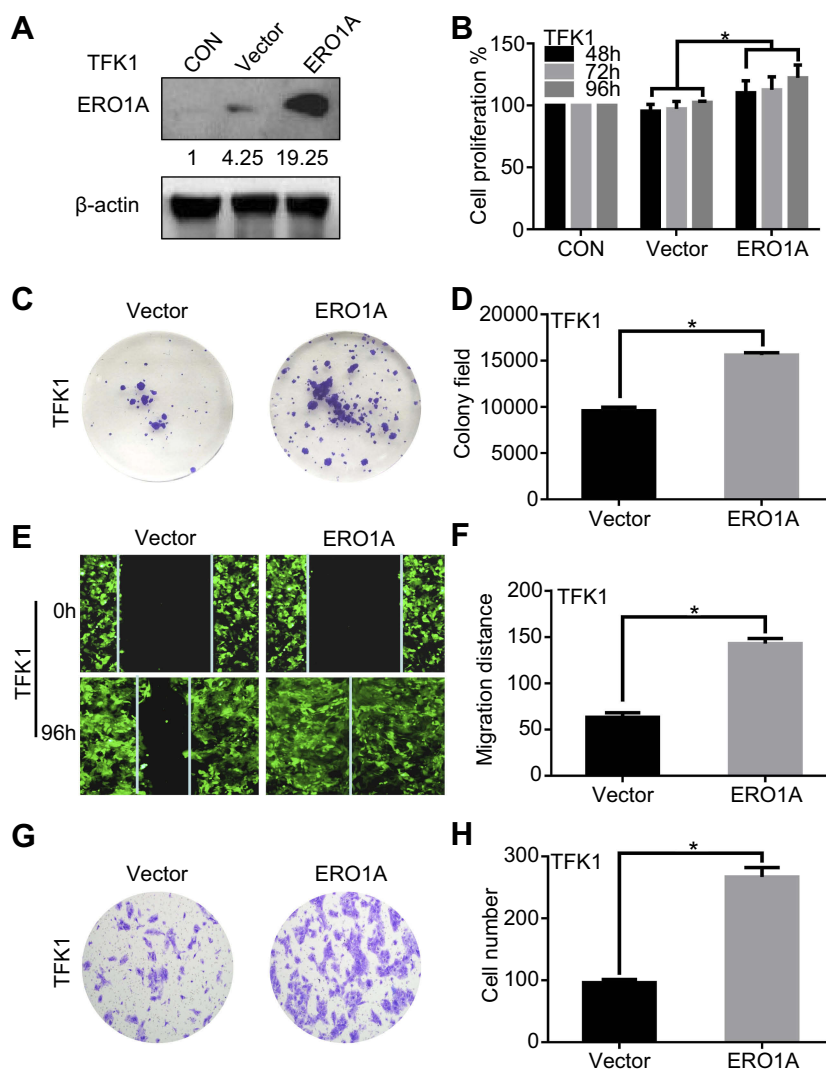 A
TFK1
CON
Vector
ERO1A
ERO1A
1 4.25 19.25
β-actin
B
TFK1
48h
72h
96h
*
Cell proliferation %
150
100
50
0
CON Vector ERO1A
C
Vector ERO1A
TFK1
D
TFK1
*
Colony field
20000
15000
10000
5000
0
Vector ERO1A
E
Vector ERO1A
TFK1
0h
96h
F
TFK1
*
Migration distance
200
150
100
50
0
Vector ERO1A
G
Vector ERO1A
TFK1
H
TFK1
*
Cell number
300
200
100
0
Vector ERO1A